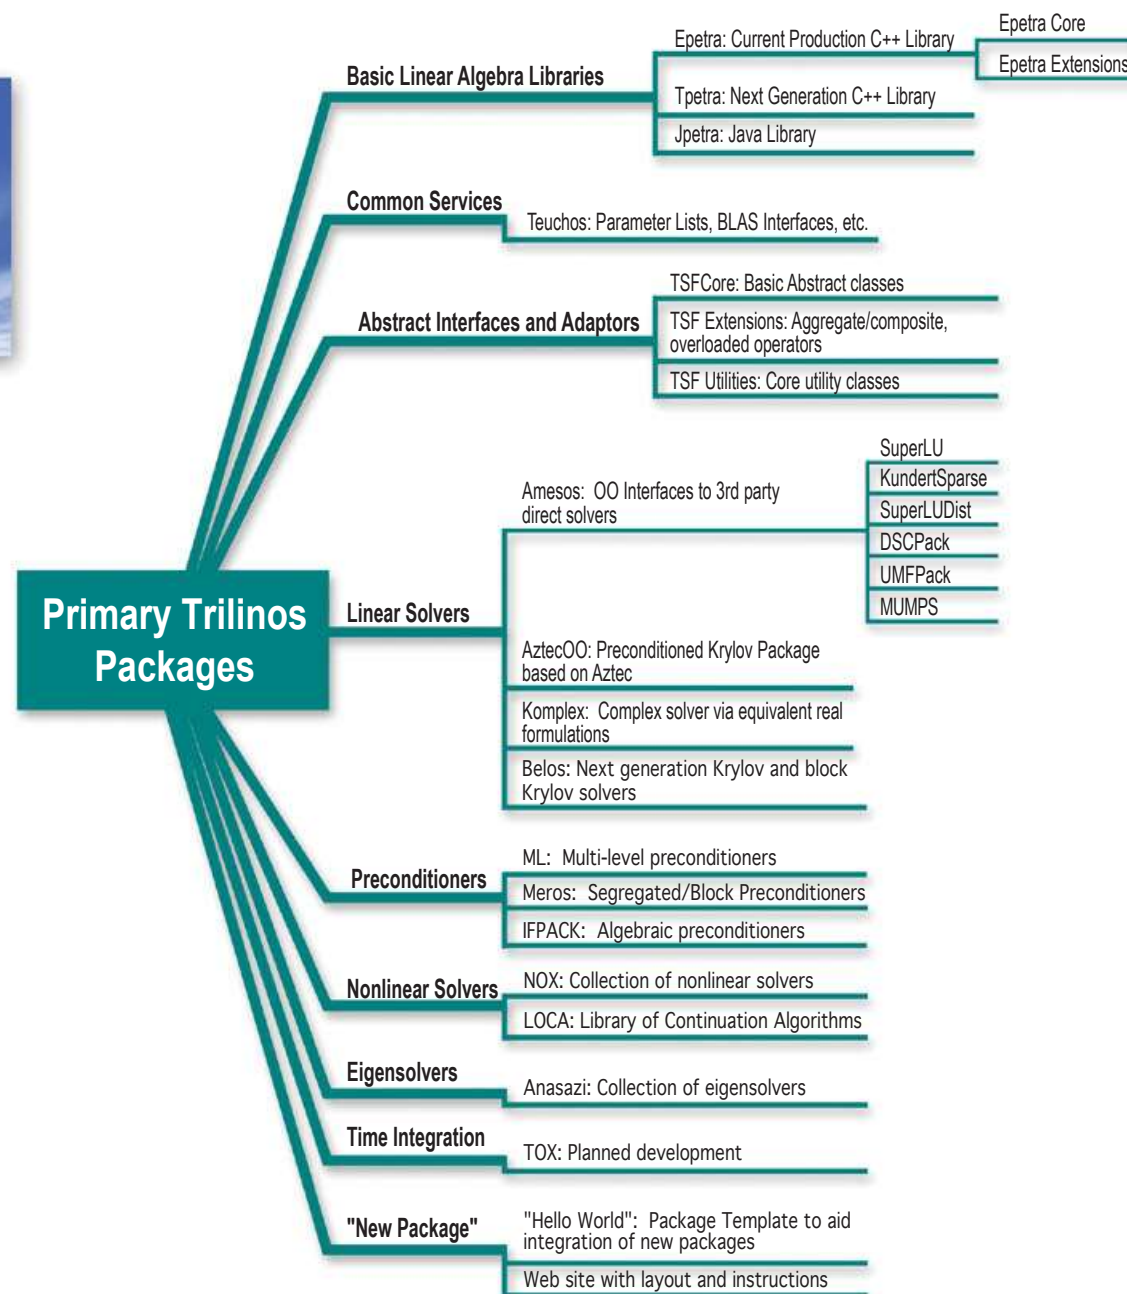 Primary Trilinos
Packages
Basic Linear Algebra Libraries
Epetra: Current Production C++ Library
Epetra Core
Epetra Extensions
Tpetra: Next Generation C++ Library
Jpetra: Java Library
Common Services
Teuchos: Parameter Lists, BLAS Interfaces, etc.
Abstract Interfaces and Adaptors
TSFCore: Basic Abstract classes
TSF Extensions: Aggregate/composite,
overloaded operators
TSF Utilities: Core utility classes
Linear Solvers
Amesos: OO Interfaces to 3rd party
direct solvers
SuperLU
KundertSparse
SuperLUDist
DSCPack
UMFPack
MUMPS
AztecOO: Preconditioned Krylov Package
based on Aztec
Komplex: Complex solver via equivalent real
formulations
Belos: Next generation Krylov and block
Krylov solvers
Preconditioners
ML: Multi-level preconditioners
Meros: Segregated/Block Preconditioners
IFPACK: Algebraic preconditioners
Nonlinear Solvers
NOX: Collection of nonlinear solvers
LOCA: Library of Continuation Algorithms
Eigensolvers
Anasazi: Collection of eigensolvers
Time Integration
TOX: Planned development
"New Package"
"Hello World": Package Template to aid
integration of new packages
Web site with layout and instructions